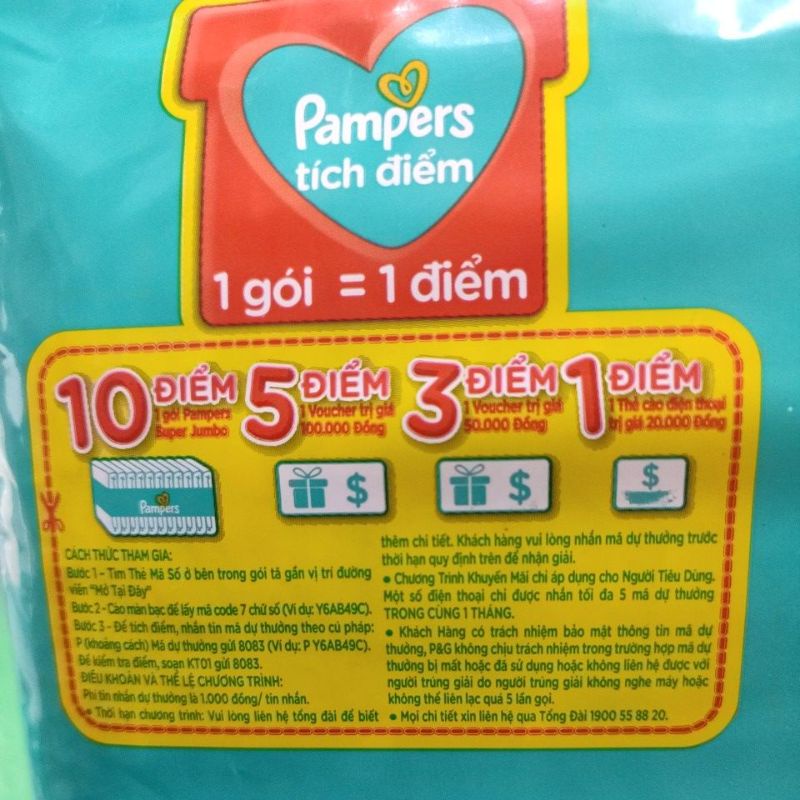 Pampers
tích điểm
1 gói = 1 điểm
10 ĐIỂM
1 gói Pampers
Super Jumbo
5 ĐIỂM
1 Voucher trị giá
100.000 Đồng
3 ĐIỂM
1 Voucher trị giá
50.000 Đồng
1 ĐIỂM
1 Thẻ cào điện thoại
trị giá 20.000 Đồng
Pampers
$
$
$
CÁCH THỨC THAM GIA:
Bước 1 - Tìm Thẻ Mã Số ở bên trong gói tã gần vị trí đường
viền "Mở Tại Đây"
Bước 2 - Cào màn bạc để lấy mã code 7 chữ số (Ví dụ: Y6AB49C).
Bước 3 - Để tích điểm, nhắn tin mã dự thưởng theo cú pháp:
P (khoảng cách) Mã dự thưởng gửi 8083 (Ví dụ: P Y6AB49C).
Để kiểm tra điểm, soạn KT01 gửi 8083.
ĐIỀU KHOẢN VÀ THỂ LỆ CHƯƠNG TRÌNH:
Phí tin nhắn dự thưởng là 1.000 đồng/ tin nhắn.
• Thời hạn chương trình: Vui lòng liên hệ tổng đài để biết
thêm chi tiết. Khách hàng vui lòng nhắn mã dự thưởng trước
thời hạn quy định trên để nhận giải.
• Chương Trình Khuyến Mãi chỉ áp dụng cho Người Tiêu Dùng.
Một số điện thoại chỉ được nhắn tối đa 5 mã dự thưởng
TRONG CÙNG 1 THÁNG.
• Khách Hàng có trách nhiệm bảo mật thông tin mã dự
thưởng, P&G không chịu trách nhiệm trong trường hợp mã dự
thưởng bị mất hoặc đã sử dụng hoặc không liên hệ được với
người trúng giải do người trúng giải không nghe máy hoặc
không thể liên lạc quá 5 lần gọi.
• Mọi chi tiết xin liên hệ qua Tổng Đài 1900 55 88 20.